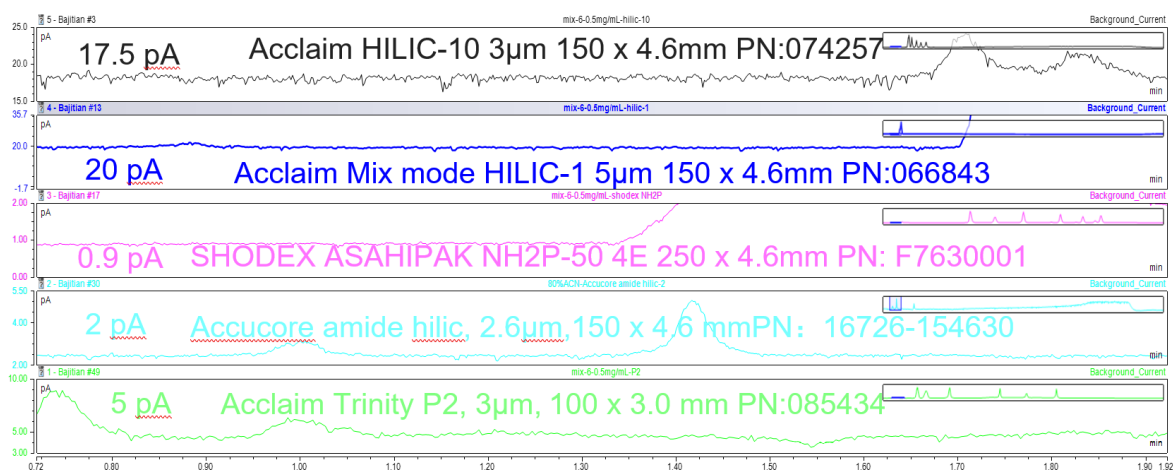 5 - Bajitian #3 mix-6-0.5mg/mL-hilic-10 Background_Current
25.0
pA
17.5 pA Acclaim HILIC-10 3µm 150 x 4.6mm PN:074257
20.0
15.0
min
4 - Bajitian #13 mix-6-0.5mg/mL-hilic-1 Background_Current
35.7
pA
20.0
20 pA Acclaim Mix mode HILIC-1 5µm 150 x 4.6mm PN:066843
-1.7
min
3 - Bajitian #17 mix-6-0.5mg/mL-shodex NH2P Background_Current
2.00
pA
1.00
0.9 pA SHODEX ASAHIPAK NH2P-50 4E 250 x 4.6mm PN: F7630001
0.00
min
2 - Bajitian #30 80%ACN-Accucore amide hilic-2 Background_Current
5.50
pA
4.00
2 pA Accucore amide hilic, 2.6µm,150 x 4.6 mmPN：16726-154630
2.00
min
1 - Bajitian #49 mix-6-0.5mg/mL-P2 Background_Current
10.00
pA
5 pA Acclaim Trinity P2, 3µm, 100 x 3.0 mm PN:085434
5.00
3.00
min
0.72 0.80 0.90 1.00 1.10 1.20 1.30 1.40 1.50 1.60 1.70 1.80 1.92